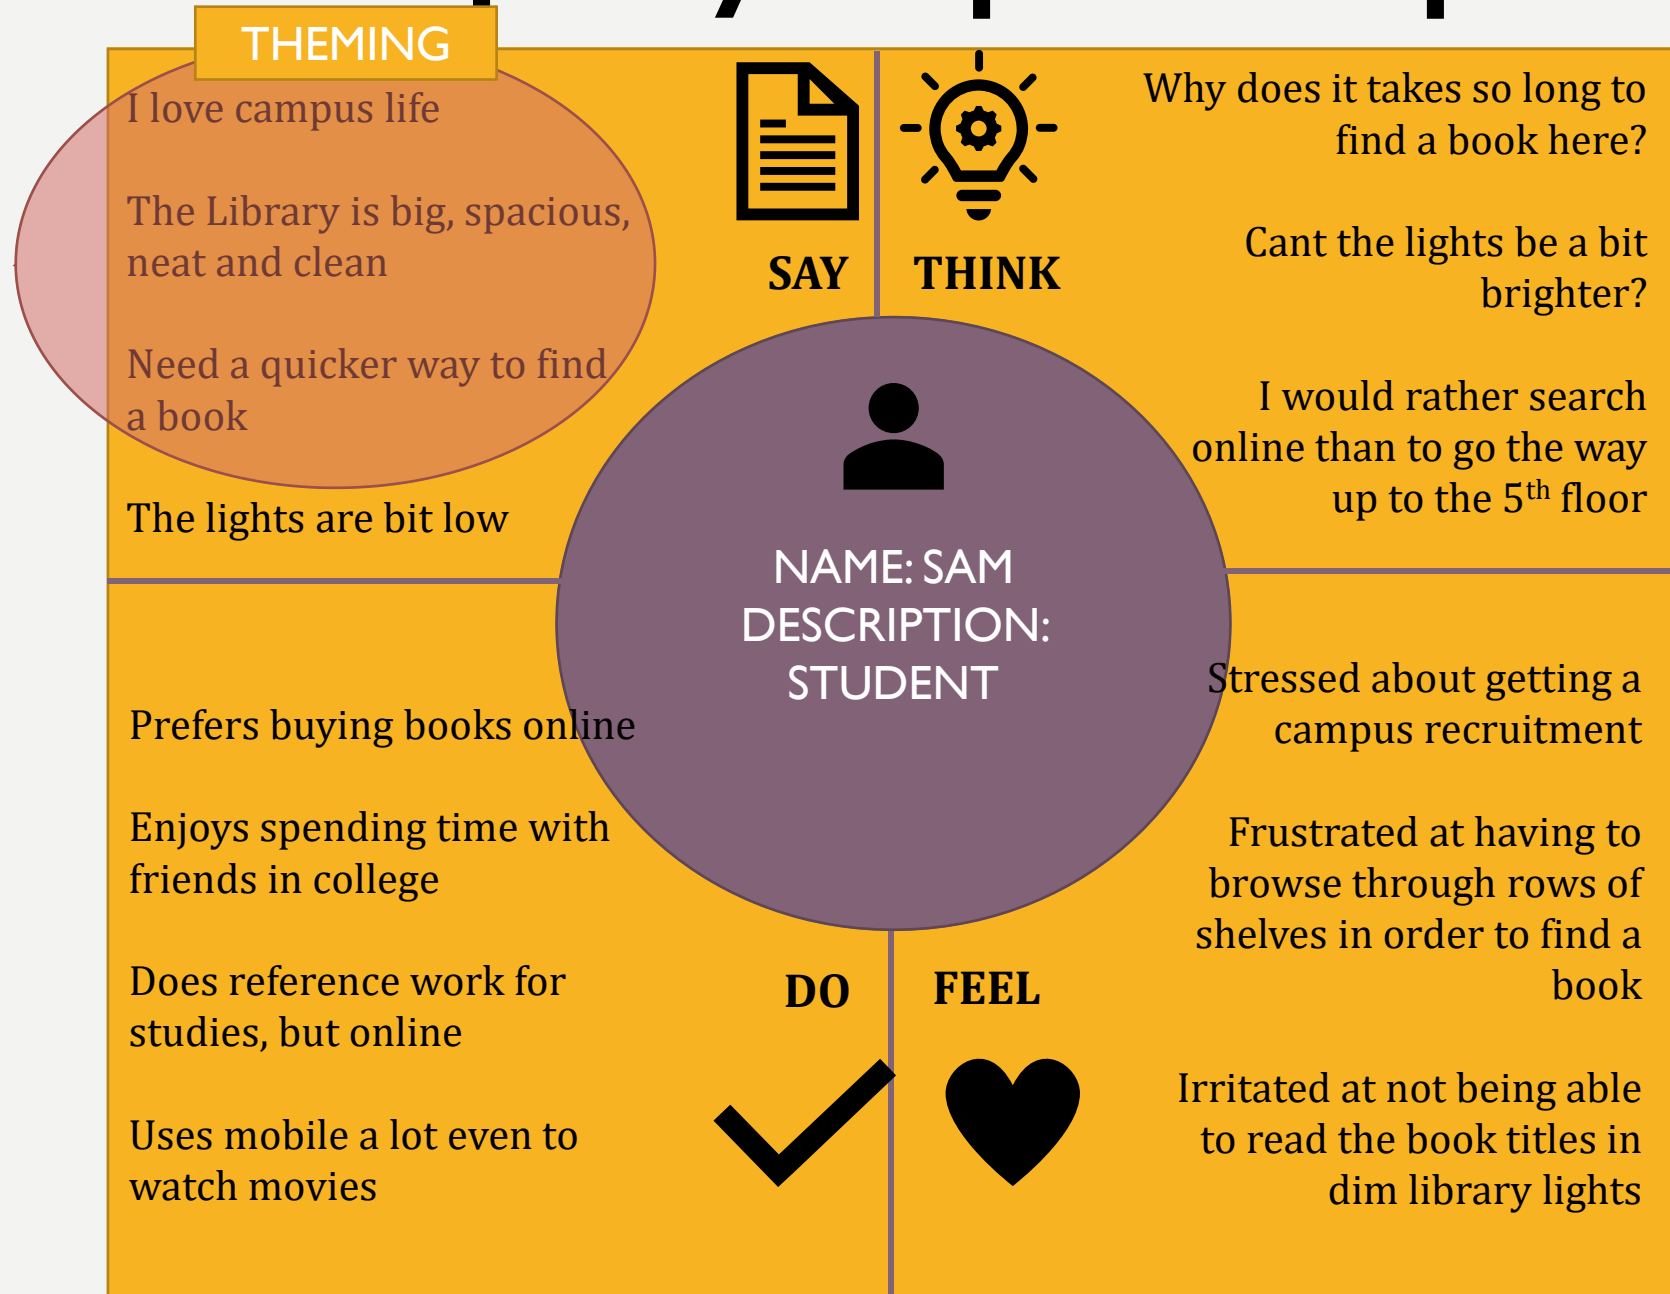 THEMING
I love campus life
The Library is big, spacious,
neat and clean
Need a quicker way to find
a book
The lights are bit low
SAY
THINK
Why does it takes so long to
find a book here?
Cant the lights be a bit
brighter?
I would rather search
online than to go the way
up to the 5th floor
NAME: SAM
DESCRIPTION:
STUDENT
Prefers buying books online
Enjoys spending time with
friends in college
Does reference work for
studies, but online
Uses mobile a lot even to
watch movies
DO
FEEL
Stressed about getting a
campus recruitment
Frustrated at having to
browse through rows of
shelves in order to find a
book
Irritated at not being able
to read the book titles in
dim library lights